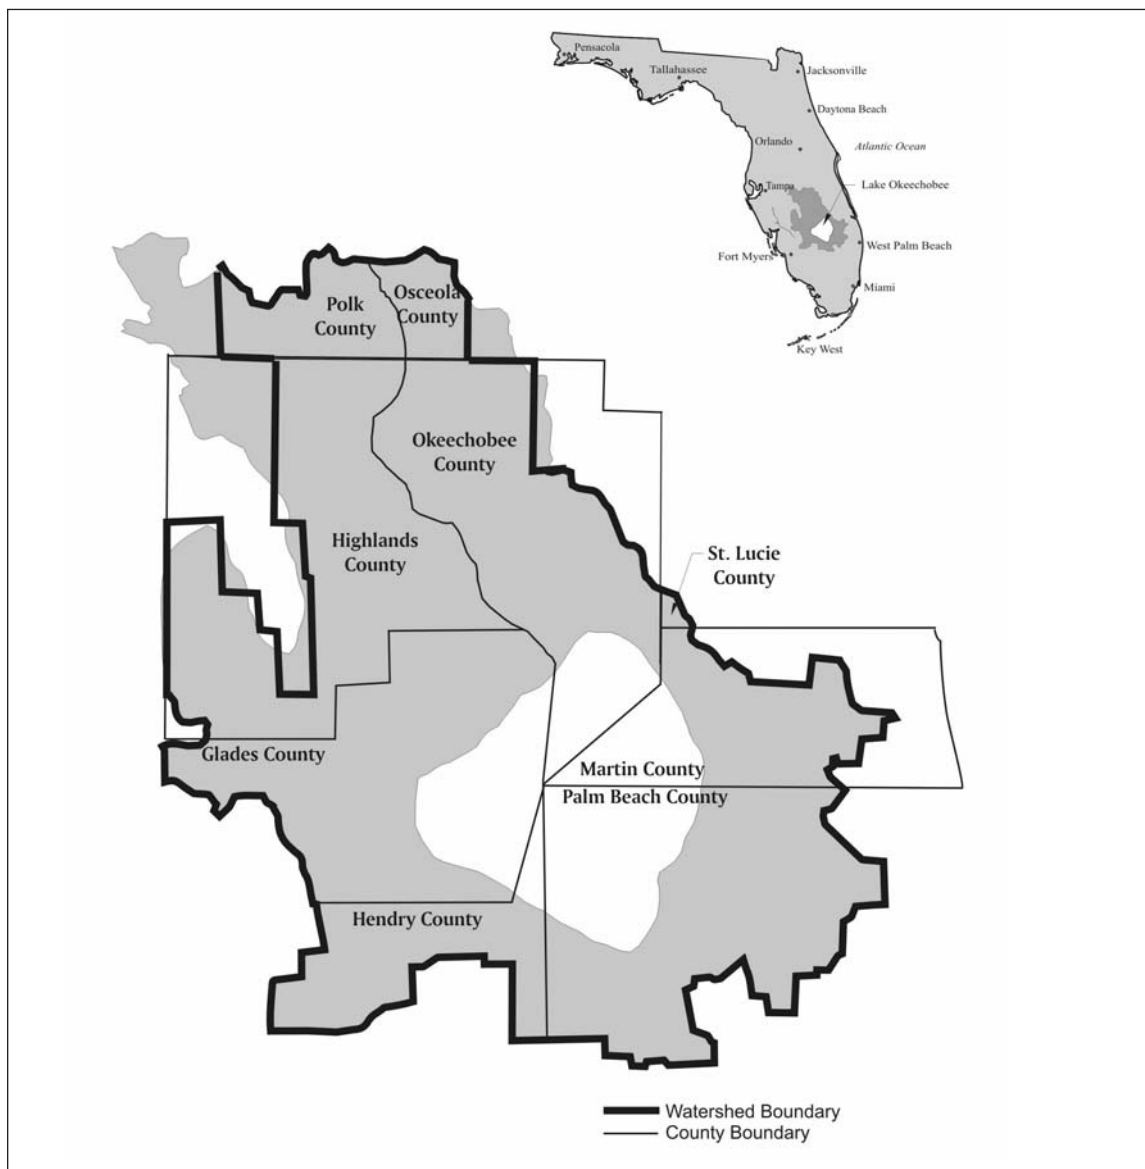 Pensacola
Tallahassee
Jacksonville
Daytona Beach
Orlando
Atlantic Ocean
Tampa
Lake Okeechobee
West Palm Beach
Fort Myers
Miami
Key West
Polk
County
Osceola
County
Okeechobee
County
Highlands
County
St. Lucie
County
Glades County
Martin County
Palm Beach County
Hendry County
Watershed Boundary
County Boundary